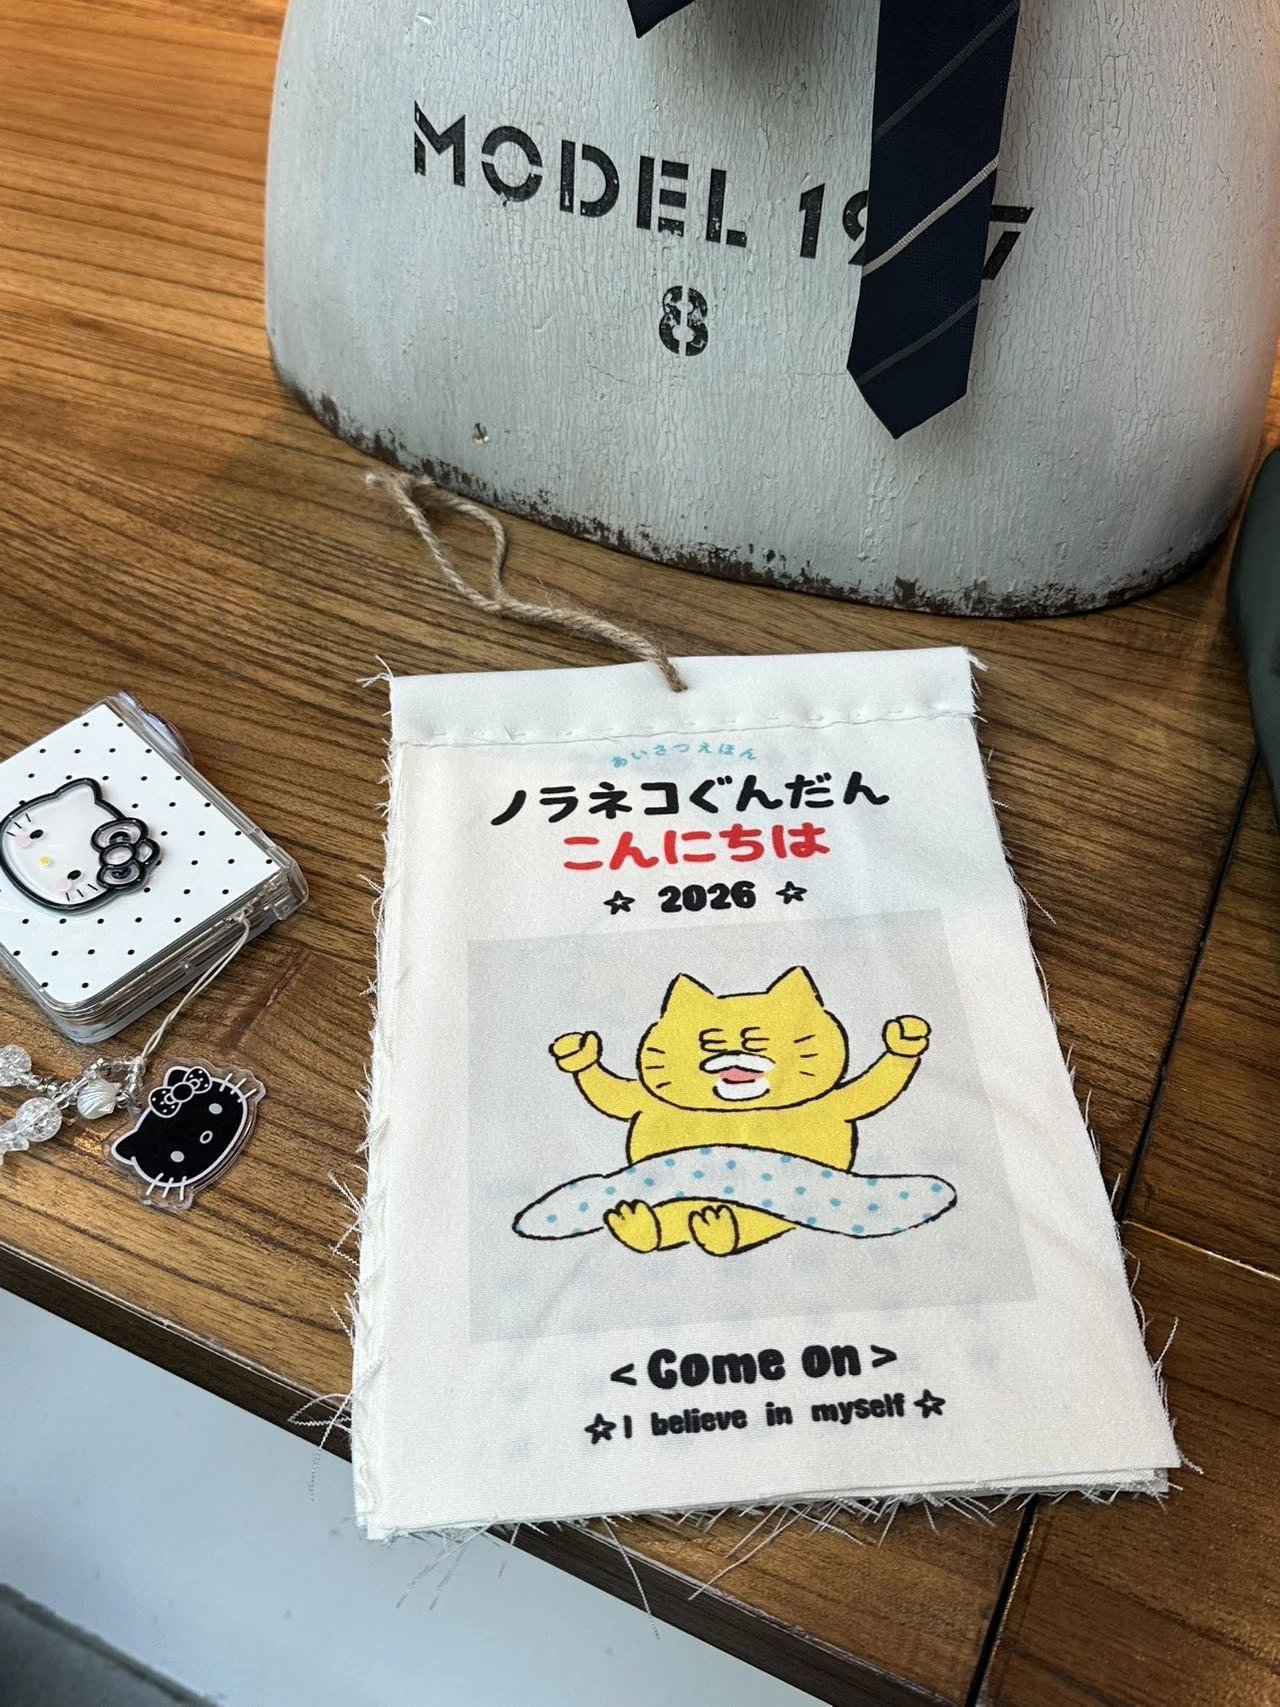 MODEL 19 7
8
あいさつえほん
ノラネコぐんだん
こんにちは
☆ 2026 ☆
<Come on>
☆I believe in myself☆